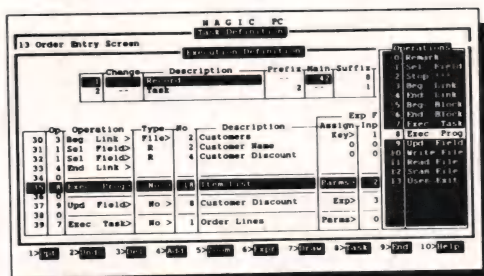 MAGIC PC
Task Definition
13 Order Entry Screen
Execution Definition
Change Description Prefix Main Suffix
1 Record 42 0
2 -- Task 2 -- 1
Exp F
Op Operation Type No Description Assign Inp
30 3 Beg Link > File> 2 Customers Key> 1
31 1 Sel Field> R 2 Customer Name 0 0
32 1 Sel Field> R 4 Customer Discount 0 0
33 4 End Link >
34 0
35 8 Exec Prog> No > 18 Item List Parms> 2
36 0
37 9 Upd Field> No > 8 Customer Discount Exp> 3
38 0
39 7 Exec Task> No > 1 Order Lines Parms> 0
Operations
0 Remark
1 Sel Field
2 Stop
3 Beg Link
4 End Link
5 Beg Block
6 End Block
7 Exec Task
8 Exec Prog
9 Upd Field
10 Write File
11 Read File
12 Scan File
13 User Exit
1>Opt 3>Del 4>Add 5>Zoom 6>Expr 7>Draw 8>Task 9>End 10>Help